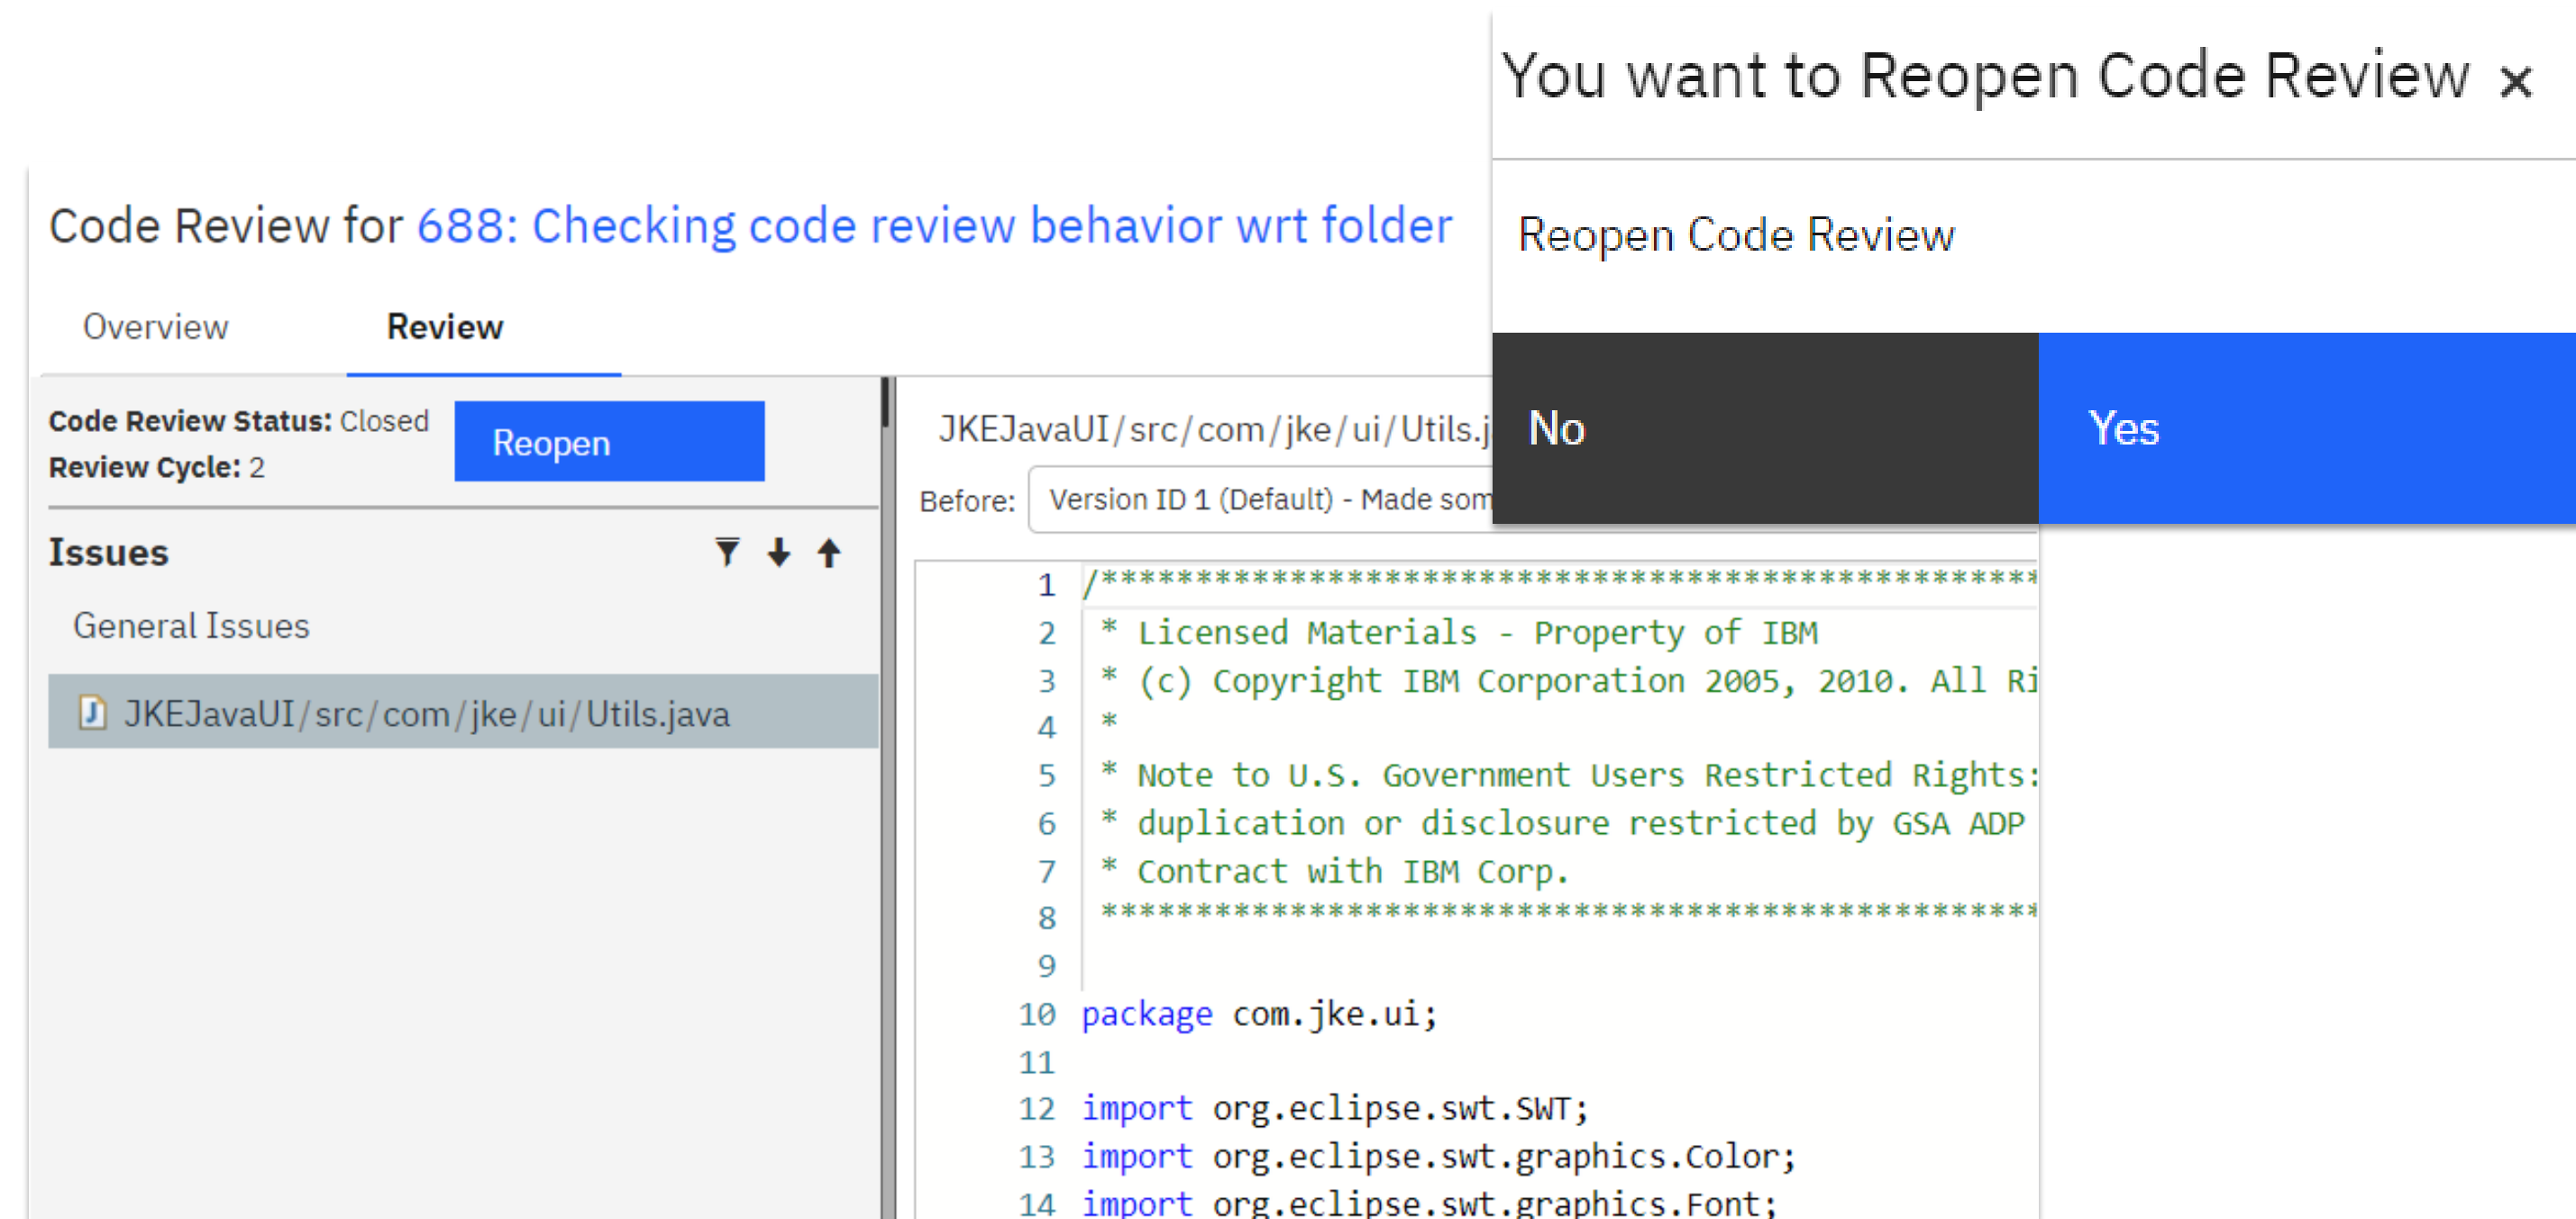 You want to Reopen Code Review ×
Reopen Code Review
No
Yes
Code Review for 688: Checking code review behavior wrt folder
Overview
Review
Code Review Status: Closed
Review Cycle: 2
Reopen
Issues
General Issues
JKEJavaUI/src/com/jke/ui/Utils.java
JKEJavaUI/src/com/jke/ui/Utils.j
Before: Version ID 1 (Default) - Made som
1 /**************************************************
2 * Licensed Materials - Property of IBM
3 * (c) Copyright IBM Corporation 2005, 2010. All Ri
4 *
5 * Note to U.S. Government Users Restricted Rights:
6 * duplication or disclosure restricted by GSA ADP
7 * Contract with IBM Corp.
8 **************************************************
9
10 package com.jke.ui;
11
12 import org.eclipse.swt.SWT;
13 import org.eclipse.swt.graphics.Color;
14 import org.eclipse.swt.graphics.Font;